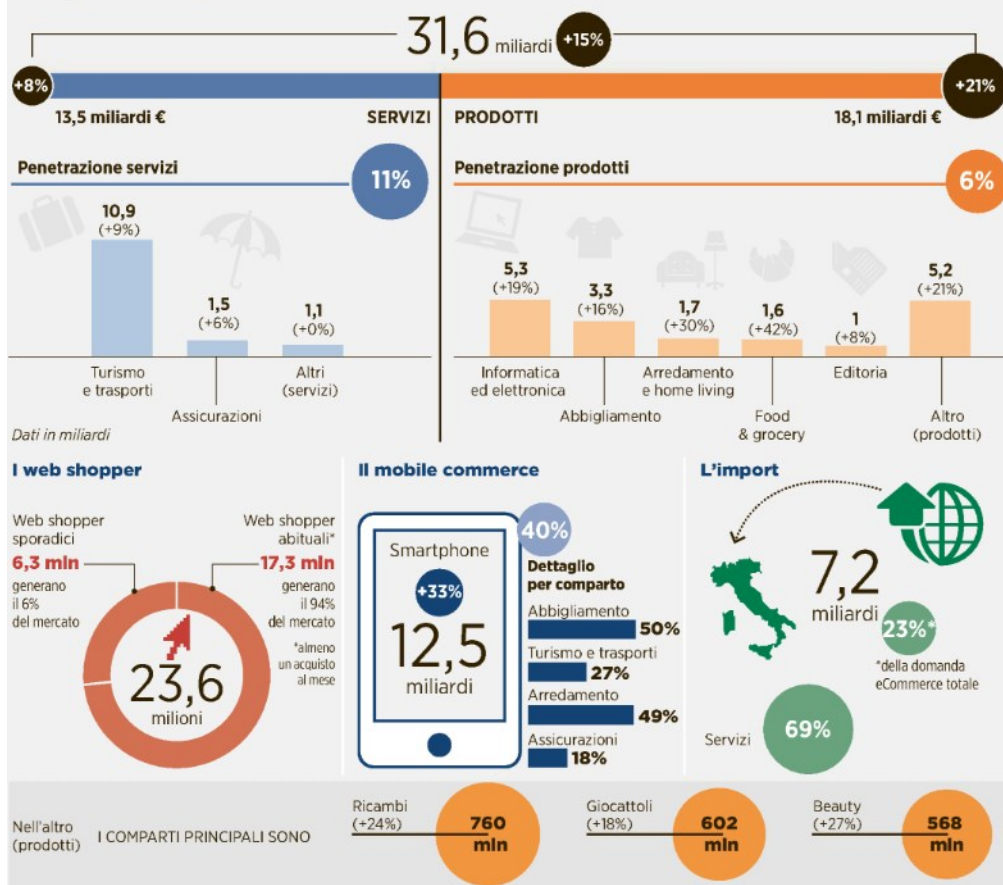 31,6 miliardi +15%
+8%
+21%
13,5 miliardi € SERVIZI
PRODOTTI 18,1 miliardi €
Penetrazione servizi 11%
10,9
(+9%)
1,5
(+6%)
1,1
(+0%)
Turismo
e trasporti
Assicurazioni
Altri
(servizi)
Dati in miliardi
Penetrazione prodotti 6%
5,3
(+19%)
3,3
(+16%)
1,7
(+30%)
1,6
(+42%)
1
(+8%)
5,2
(+21%)
Informatica
ed elettronica
Abbigliamento
Arredamento
e home living
Food
& grocery
Editoria
Altro
(prodotti)
I web shopper
Web shopper
sporadici
6,3 mln
generano
il 6%
del mercato
Web shopper
abituali*
17,3 mln
generano
il 94%
del mercato
*almeno
un acquisto
al mese
23,6
milioni
Il mobile commerce
Smartphone
+33%
12,5
miliardi
40%
Dettaglio
per comparto
Abbigliamento
50%
Turismo e trasporti
27%
Arredamento
49%
Assicurazioni
18%
L'import
7,2
miliardi
23%*
*della domanda
eCommerce totale
Servizi 69%
Nell'altro
(prodotti)
I COMPARTI PRINCIPALI SONO
Ricambi
(+24%)
760
mln
Giocattoli
(+18%)
602
mln
Beauty
(+27%)
568
mln